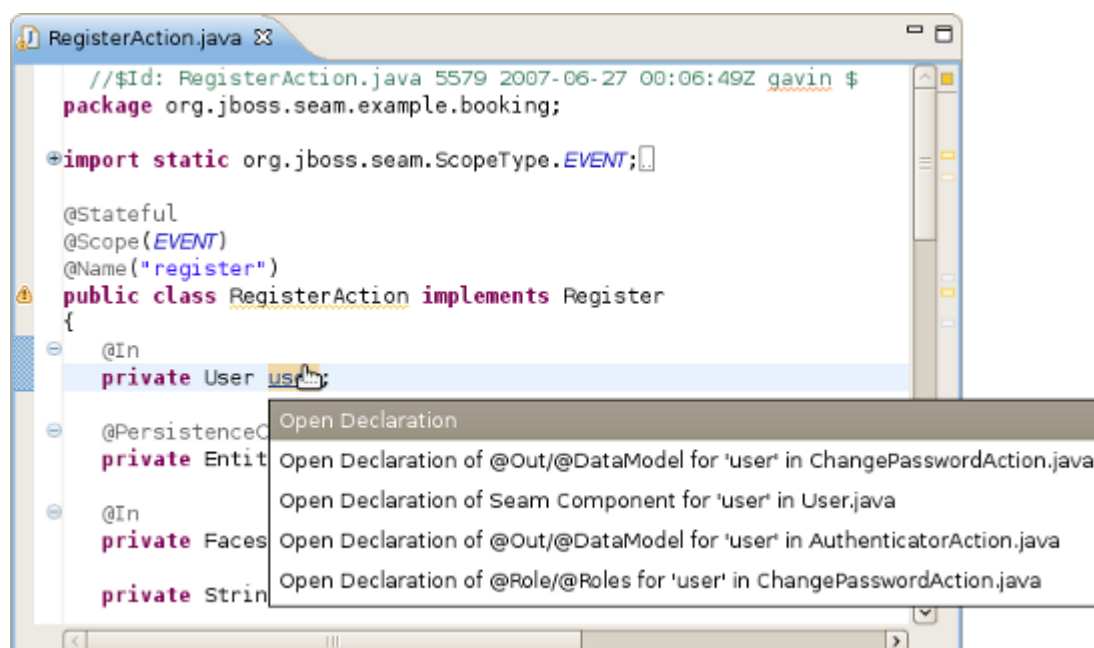 RegisterAction.java
//$Id: RegisterAction.java 5579 2007-06-27 00:06:49Z gavin $
package org.jboss.seam.example.booking;
import static org.jboss.seam.ScopeType.EVENT;
@Stateful
@Scope(EVENT)
@Name("register")
public class RegisterAction implements Register
{
@In
private User user;
Open Declaration
@PersistenceC
private Entit
Open Declaration of @Out/@DataModel for 'user' in ChangePasswordAction.java
Open Declaration of Seam Component for 'user' in User.java
@In
private Faces
Open Declaration of @Out/@DataModel for 'user' in AuthenticatorAction.java
Open Declaration of @Role/@Roles for 'user' in ChangePasswordAction.java
private Strin